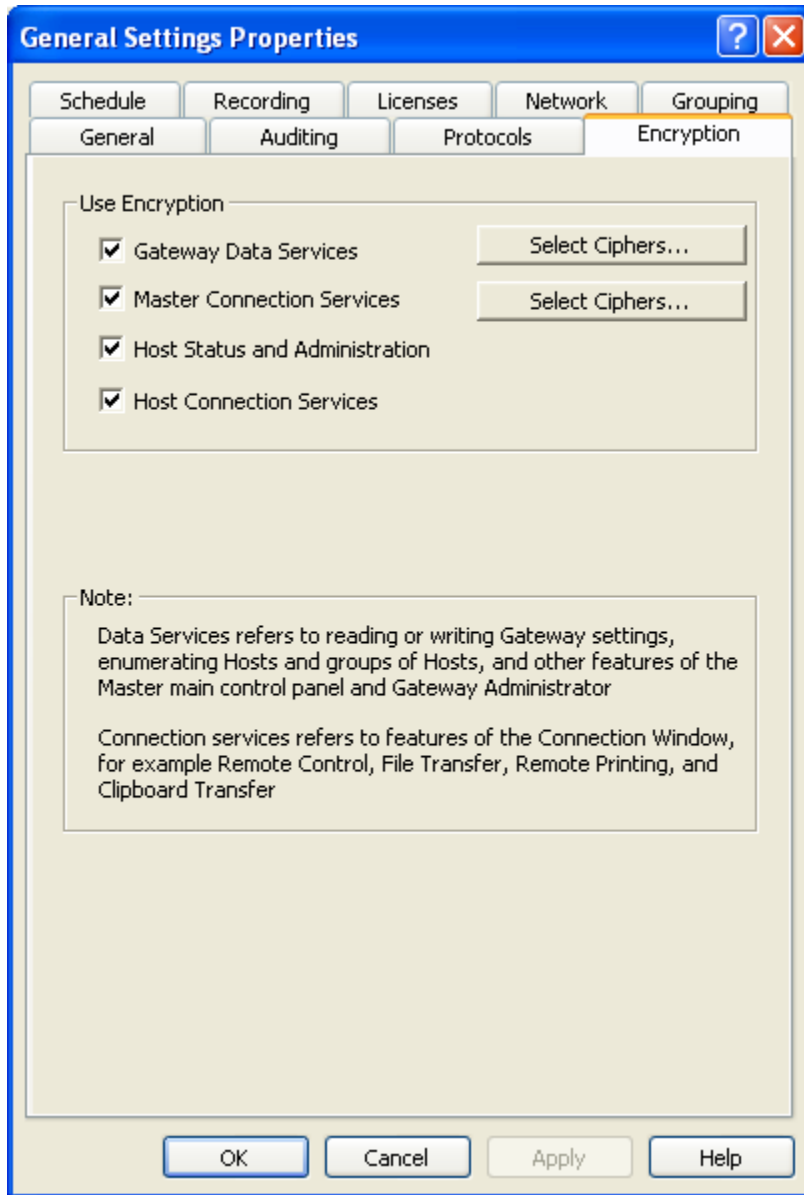 General Settings Properties
Schedule Recording Licenses Network Grouping
General Auditing Protocols Encryption
Use Encryption
Gateway Data Services Select Ciphers...
Master Connection Services Select Ciphers...
Host Status and Administration
Host Connection Services
Note:
Data Services refers to reading or writing Gateway settings,
enumerating Hosts and groups of Hosts, and other features of the
Master main control panel and Gateway Administrator
Connection services refers to features of the Connection Window,
for example Remote Control, File Transfer, Remote Printing, and
Clipboard Transfer
OK Cancel Apply Help